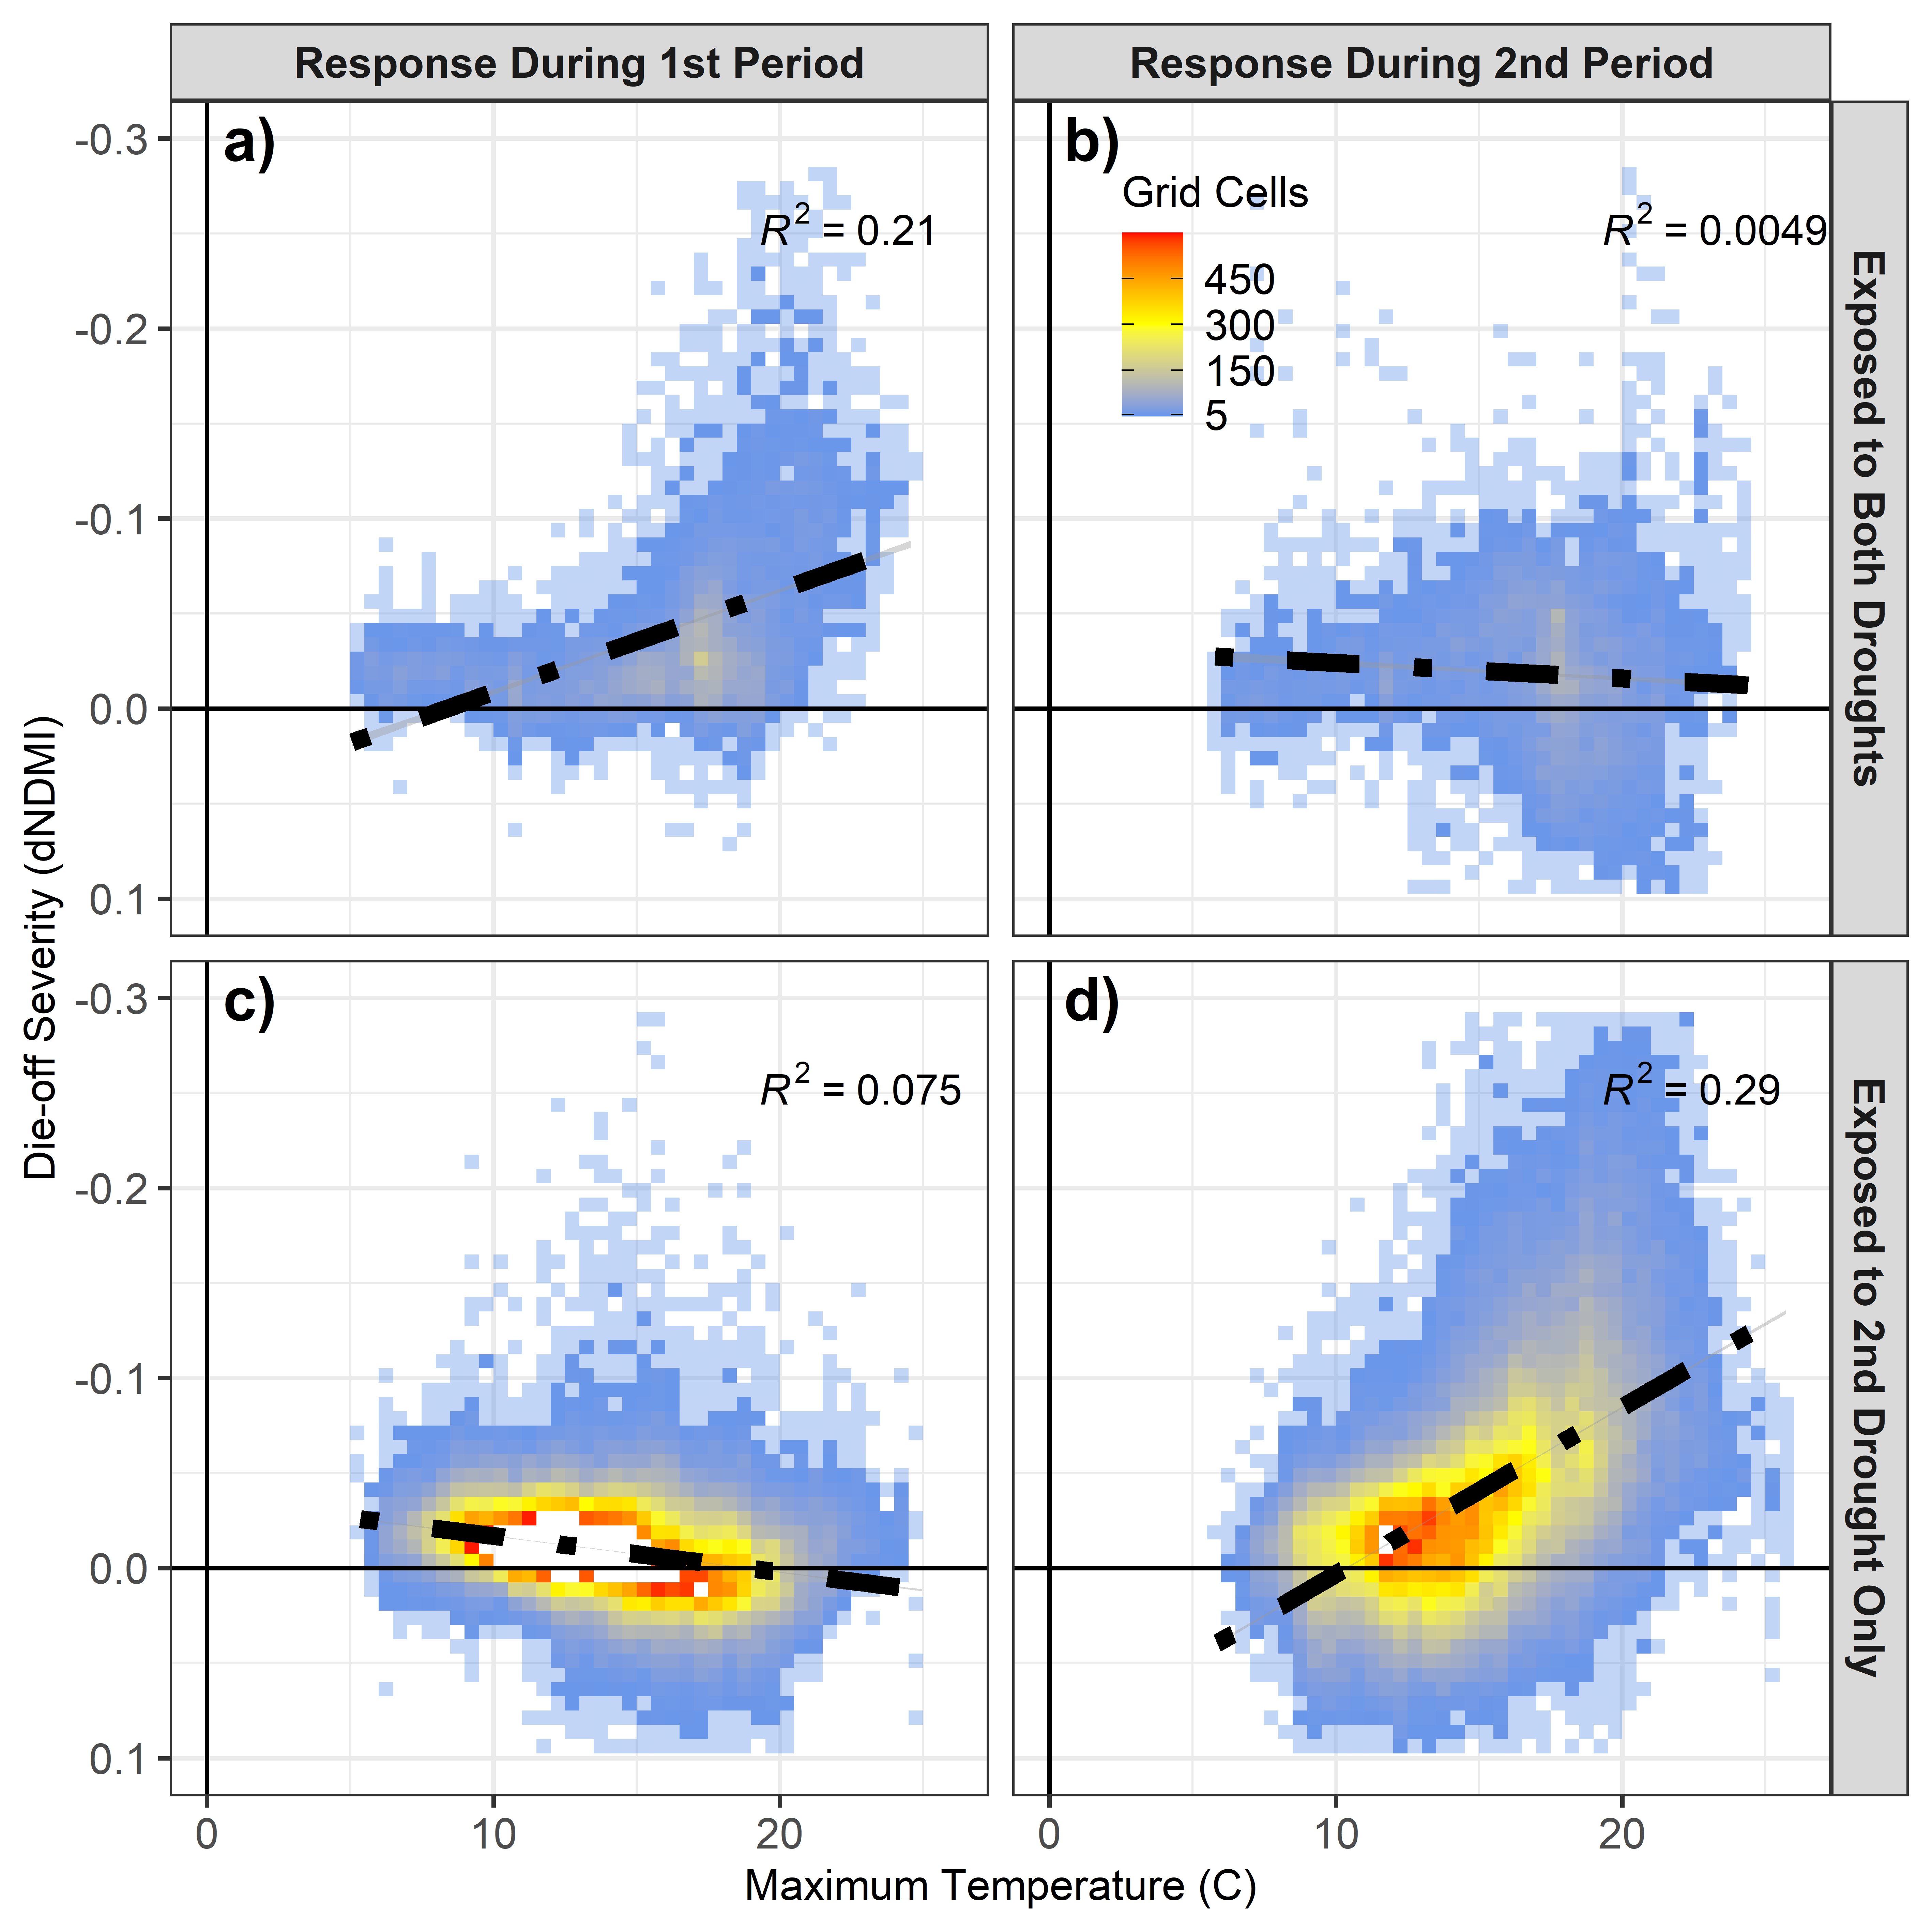 Response During 1st Period
Response During 2nd Period
a)
R² = 0.21
b)
Grid Cells
450
300
150
5
R² = 0.0049
Exposed to Both Droughts
-0.3
-0.2
-0.1
0.0
0.1
c)
R² = 0.075
d)
R² = 0.29
Exposed to 2nd Drought Only
-0.3
-0.2
-0.1
0.0
0.1
Die-off Severity (dNDMI)
0
10
20
0
10
20
Maximum Temperature (C)